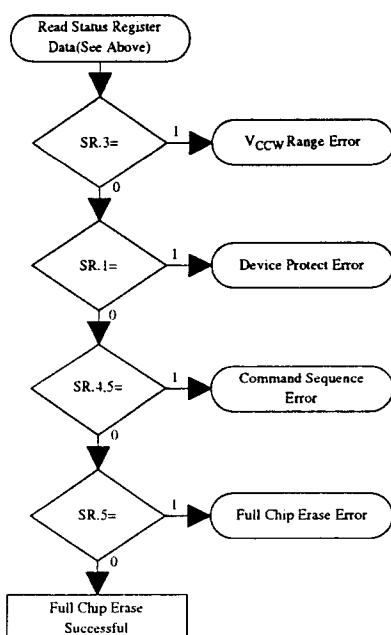 Read Status Register
Data(See Above)
SR.3=
1
V_CCW Range Error
0
SR.1=
1
Device Protect Error
0
SR.4,5=
1
Command Sequence
Error
0
SR.5=
1
Full Chip Erase Error
0
Full Chip Erase
Successful